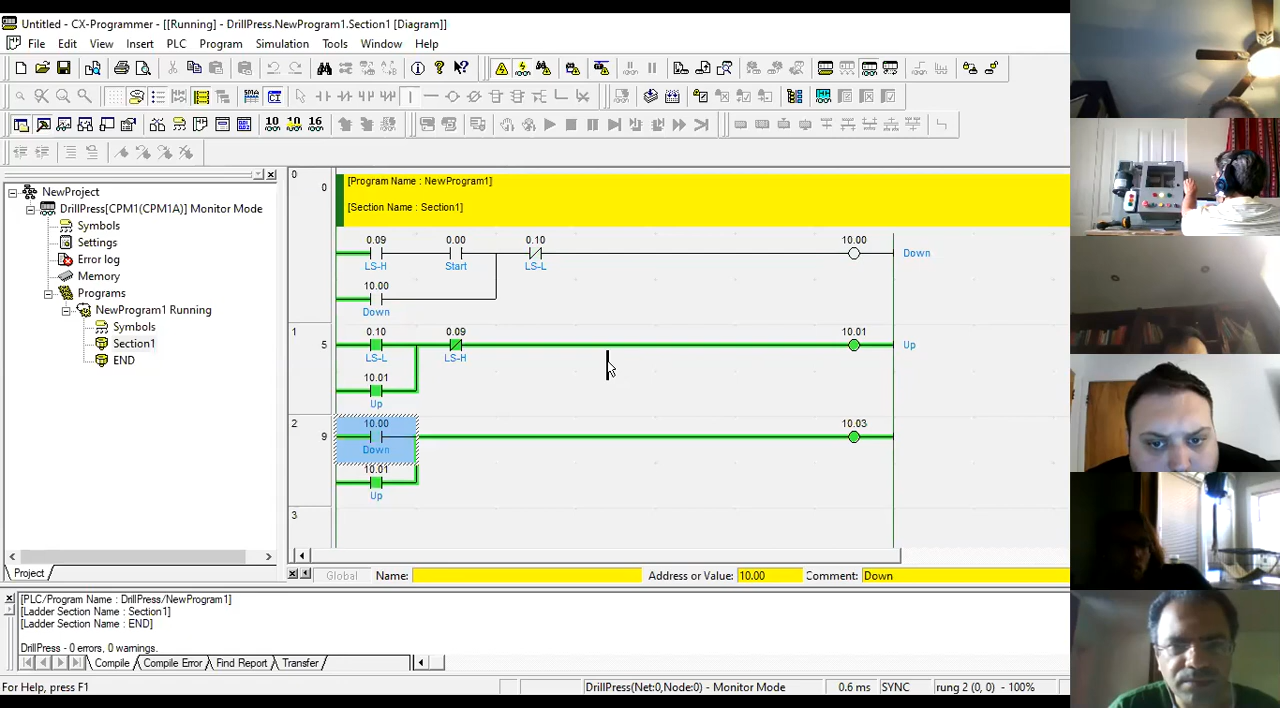 Untitled - CX-Programmer - [[Running] - DrillPress.NewProgram1.Section1 [Diagram]]
File Edit View Insert PLC Program Simulation Tools Window Help
10 10 16
NewProject
DrillPress[CPM1(CPM1A)] Monitor Mode
Symbols
Settings
Error log
Memory
Programs
NewProgram1 Running
Symbols
Section1
END
Project
0
0
[Program Name : NewProgram1]
[Section Name : Section1]
0.09 0.00 0.10 10.00
Down
LS-H Start LS-L
10.00
Down
1
5
0.10 0.09 10.01
Up
LS-L LS-H
10.01
Up
2
9
10.00 10.03
Down
10.01
Up
3
Global Name: Address or Value: 10.00 Comment: Down
[PLC/Program Name : DrillPress/NewProgram1]
[Ladder Section Name : Section1]
[Ladder Section Name : END]
DrillPress - 0 errors, 0 warnings.
Compile Compile Error Find Report Transfer
For Help, press F1 DrillPress(Net:0,Node:0) - Monitor Mode 0.6 ms SYNC rung 2 (0, 0) - 100%